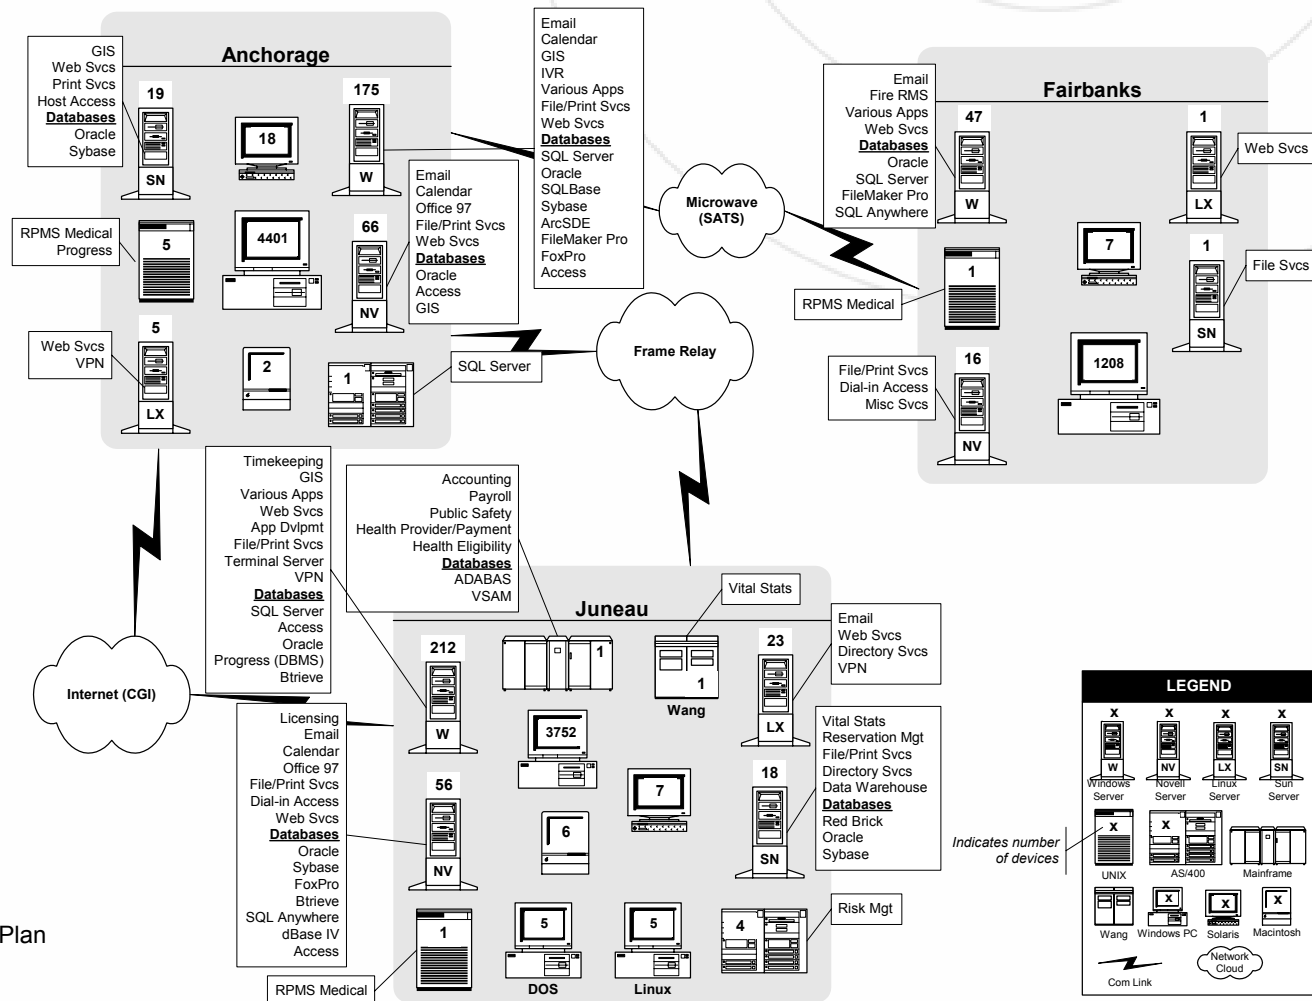 Anchorage
GIS
Web Svcs
Print Svcs
Host Access
Databases
Oracle
Sybase
19
SN
18
175
W
RPMS Medical
Progress
5
4401
66
NV
Web Svcs
VPN
5
LX
2
1
SQL Server
Email
Calendar
Office 97
File/Print Svcs
Web Svcs
Databases
Oracle
Access
GIS
Email
Calendar
GIS
IVR
Various Apps
File/Print Svcs
Web Svcs
Databases
SQL Server
Oracle
SQLBase
Sybase
ArcSDE
FileMaker Pro
FoxPro
Access
Microwave
(SATS)
Frame Relay
Fairbanks
Email
Fire RMS
Various Apps
Web Svcs
Databases
Oracle
SQL Server
FileMaker Pro
SQL Anywhere
47
W
1
LX
Web Svcs
RPMS Medical
1
7
1
SN
File Svcs
File/Print Svcs
Dial-in Access
Misc Svcs
16
NV
1208
Internet (CGI)
Timekeeping
GIS
Various Apps
Web Svcs
App Dvlpmt
File/Print Svcs
Terminal Server
VPN
Databases
SQL Server
Access
Oracle
Progress (DBMS)
Btrieve
Accounting
Payroll
Public Safety
Health Provider/Payment
Health Eligibility
Databases
ADABAS
VSAM
Juneau
Vital Stats
212
W
1
1
Wang
23
LX
Email
Web Svcs
Directory Svcs
VPN
Licensing
Email
Calendar
Office 97
File/Print Svcs
Dial-in Access
Web Svcs
Databases
Oracle
Sybase
FoxPro
Btrieve
SQL Anywhere
dBase IV
Access
56
NV
3752
6
7
18
SN
Vital Stats
Reservation Mgt
File/Print Svcs
Directory Svcs
Data Warehouse
Databases
Red Brick
Oracle
Sybase
RPMS Medical
1
5
DOS
5
Linux
4
Risk Mgt
Plan
LEGEND
x x x x
W NV LX SN
Windows Server
Novell Server
Linux Server
Sun Server
Indicates number
of devices
x
UNIX
x
AS/400
Mainframe
Wang
x
Windows PC
x
Solaris
x
Macintosh
Com Link
Network
Cloud